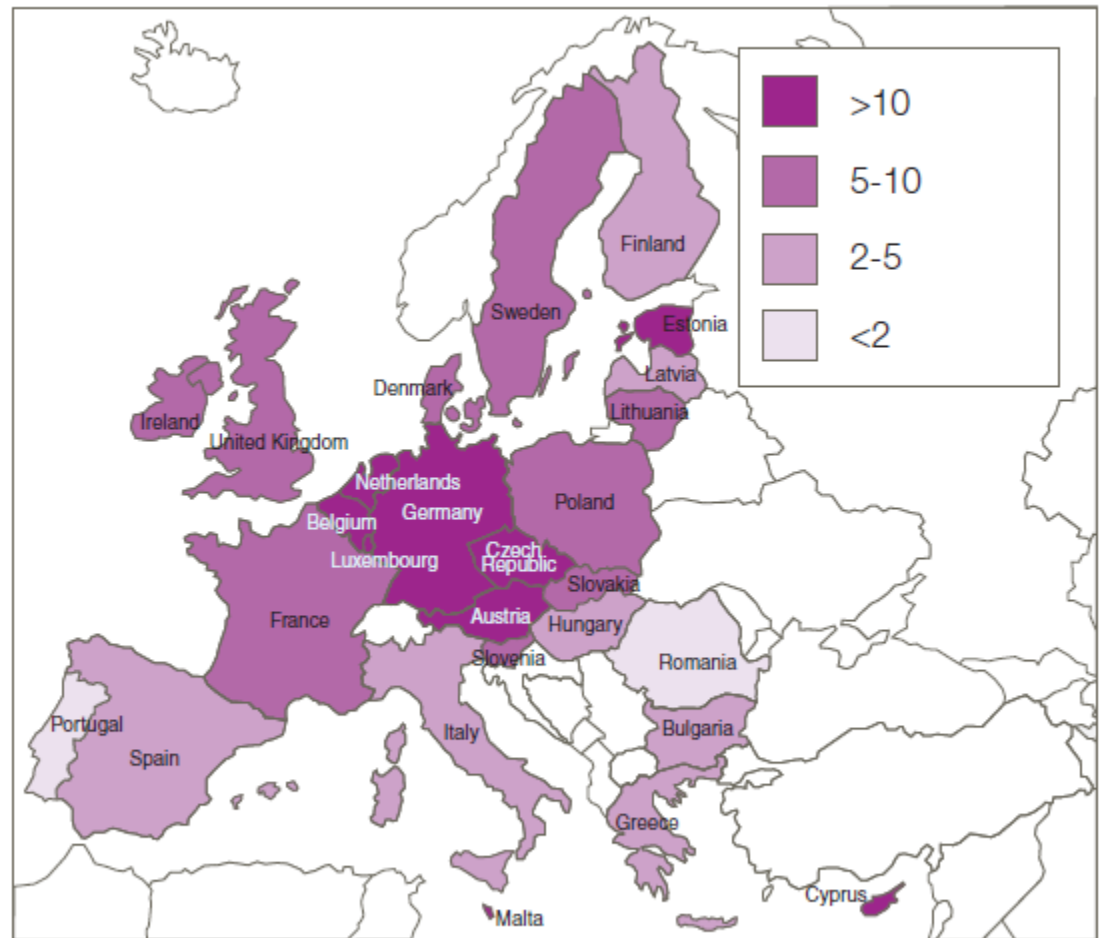 >10
5-10
2-5
<2
Finland
Sweden
Estonia
Latvia
Lithuania
Denmark
Ireland
United Kingdom
Netherlands
Germany
Belgium
Luxembourg
Poland
Czech
Republic
Slovakia
Austria
Hungary
France
Slovenia
Romania
Portugal
Spain
Italy
Bulgaria
Greece
Cyprus
Malta